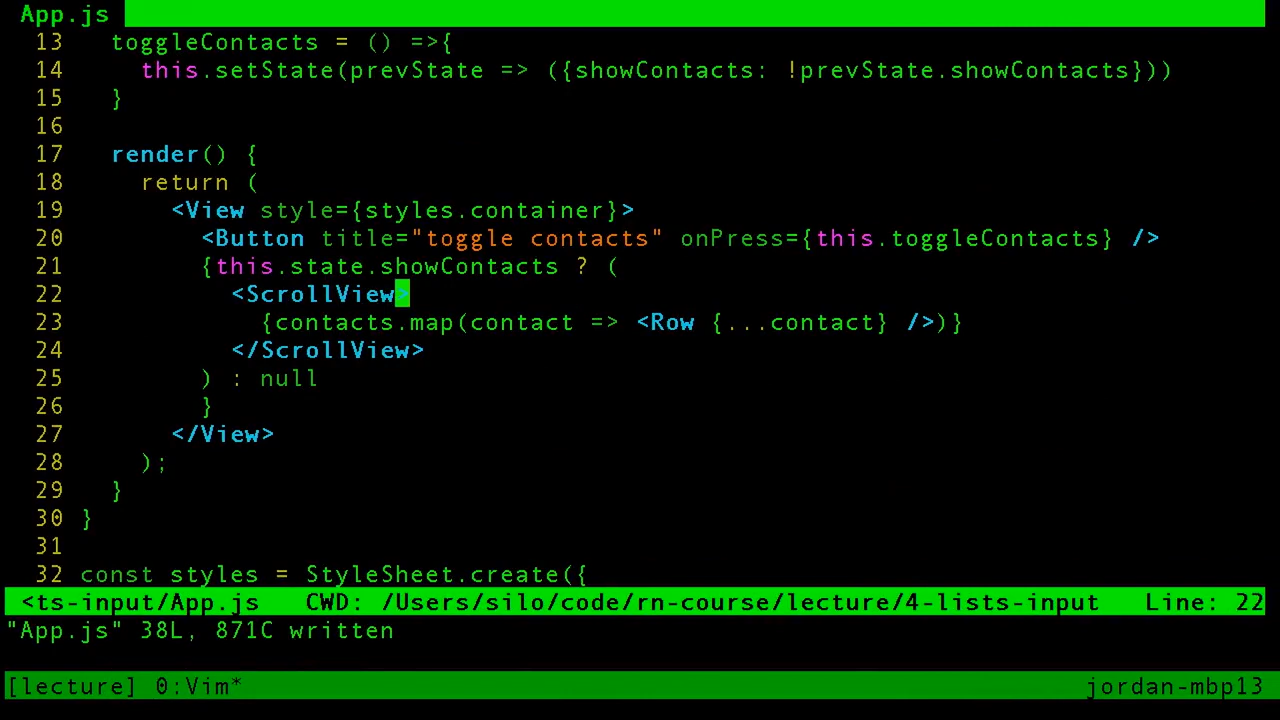 App.js
13   toggleContacts = () =>{
14     this.setState(prevState => ({showContacts: !prevState.showContacts}))
15   }
16
17   render() {
18     return (
19       <View style={styles.container}>
20         <Button title="toggle contacts" onPress={this.toggleContacts} />
21         {this.state.showContacts ? (
22           <ScrollView>
23             {contacts.map(contact => <Row {...contact} />)}
24           </ScrollView>
25         ) : null
26         }
27       </View>
28     );
29   }
30 }
31
32 const styles = StyleSheet.create({
<ts-input/App.js   CWD: /Users/silo/code/rn-course/lecture/4-lists-input   Line: 22
"App.js" 38L, 871C written
[lecture] 0:Vim* jordan-mbp13